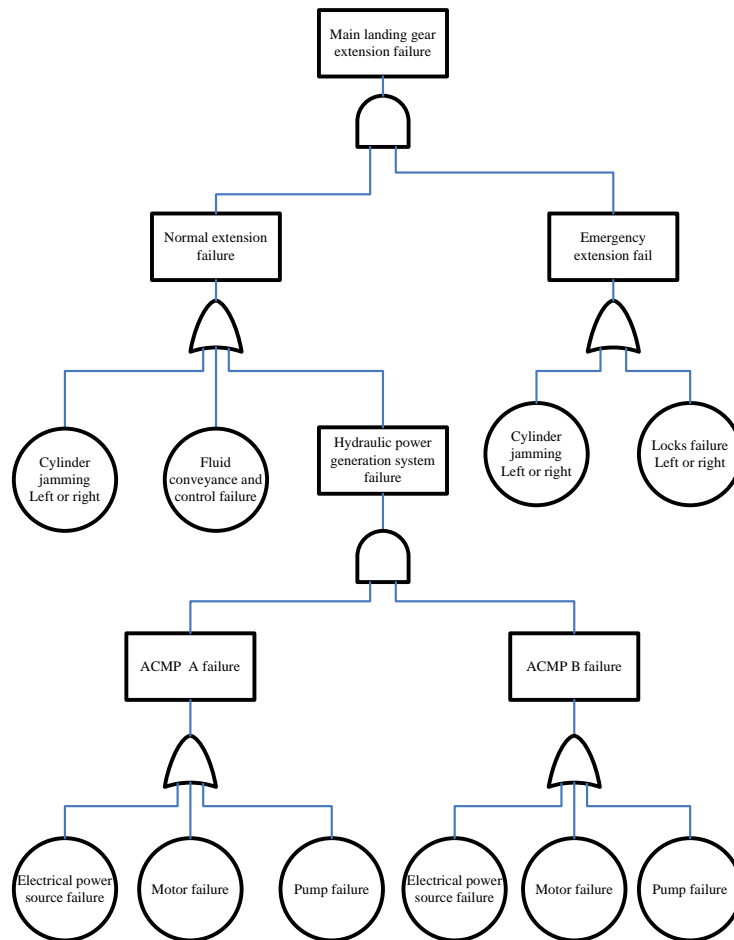 Main landing gear
extension failure
Normal extension
failure
Emergency
extension fail
Cylinder
jamming
Left or right
Fluid
conveyance and
control failure
Hydraulic power
generation system
failure
Cylinder
jamming
Left or right
Locks failure
Left or right
ACMP A failure
ACMP B failure
Electrical power
source failure
Motor failure
Pump failure
Electrical power
source failure
Motor failure
Pump failure